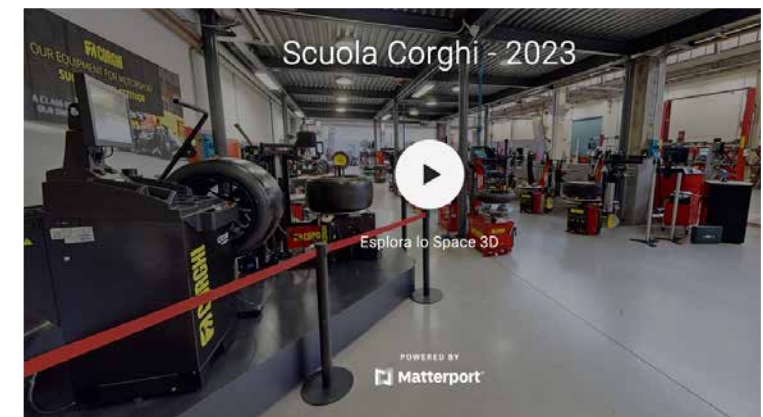 Scuola Corghi - 2023
CORGHI
OUR EQUIPMENT FOR MOTORSPORT
Esplora lo Space 3D
CORGHI
POWERED BY
Matterport